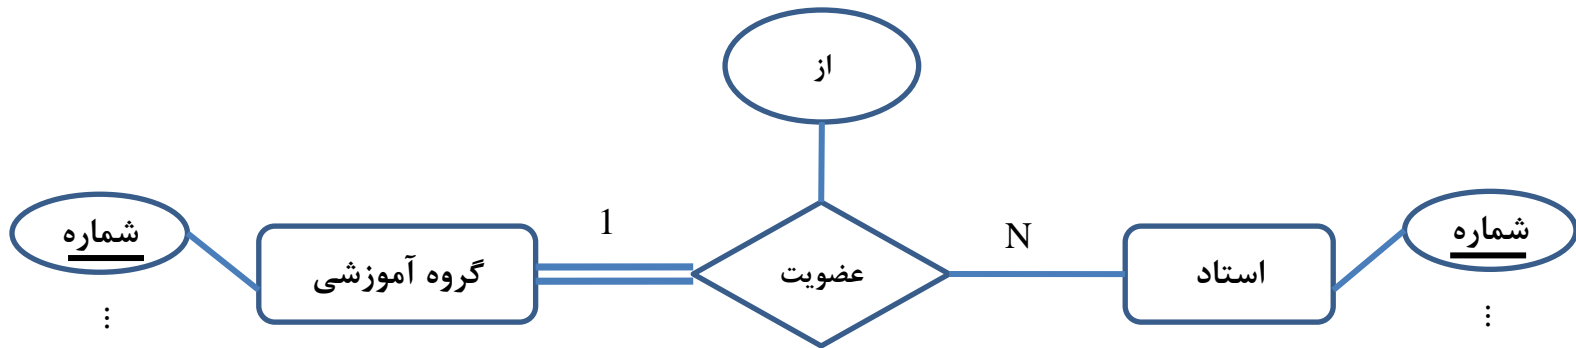 از
شماره
استاد
N
عضویت
1
گروه آموزشی
شماره
⋮
⋮